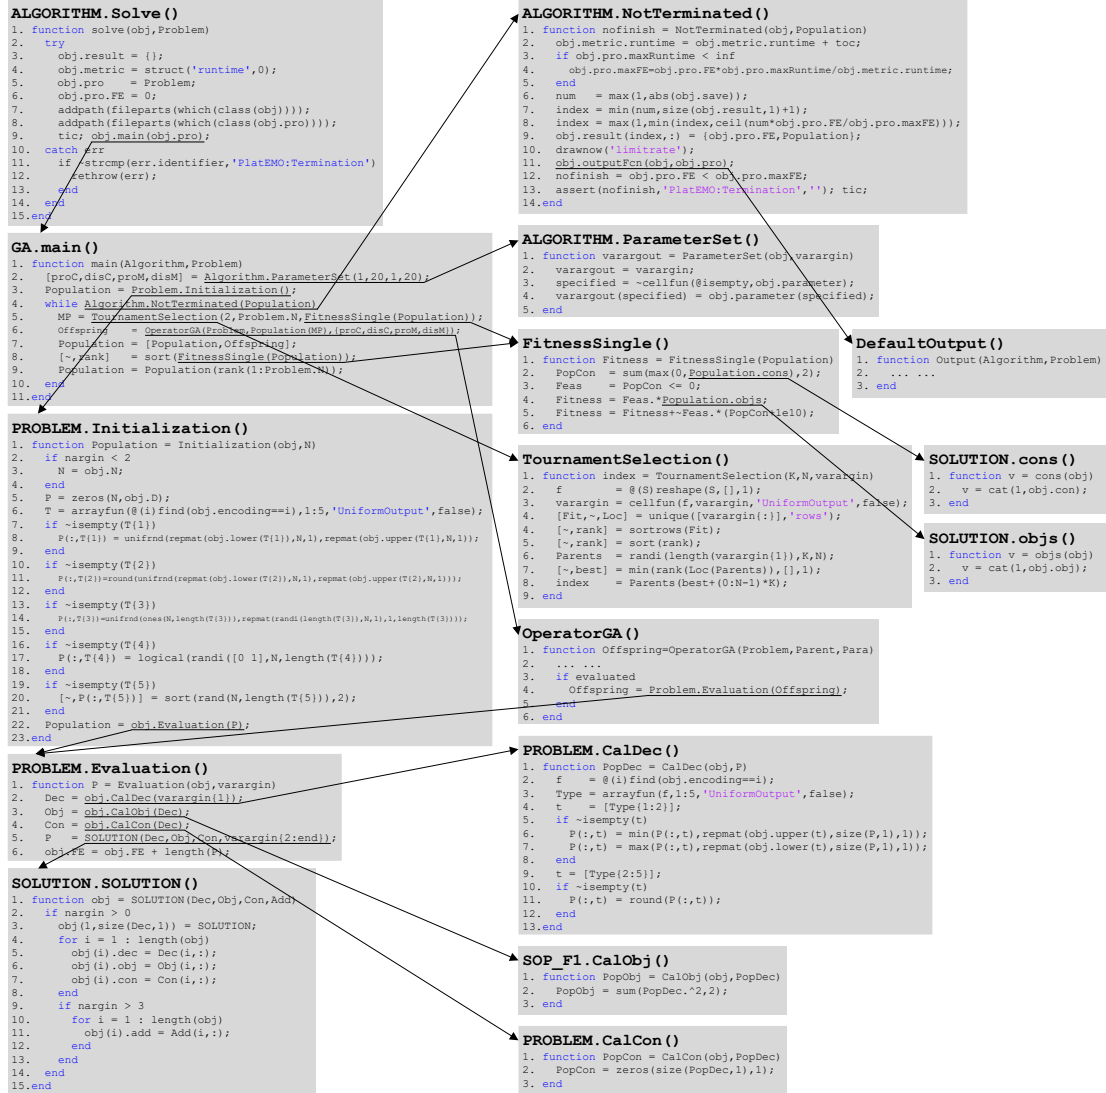 ALGORITHM.Solve()
1. function solve(obj,Problem)
2. try
3. obj.result = {};
4. obj.metric = struct('runtime',0);
5. obj.pro = Problem;
6. obj.pro.FE = 0;
7. addpath(fileparts(which(class(obj))));
8. addpath(fileparts(which(class(obj.pro))));
9. tic; obj.main(obj.pro);
10. catch err
11. if ~strcmp(err.identifier,'PlatEMO:Termination')
12. rethrow(err);
13. end
14. end
15.end
GA.main()
1. function main(Algorithm,Problem)
2. [proC,disC,proM,disM] = Algorithm.ParameterSet(1,20,1,20);
3. Population = Problem.Initialization();
4. while Algorithm.NotTerminated(Population)
5. MP = TournamentSelection(2,Problem.N,FitnessSingle(Population));
6. Offspring = OperatorGA(Problem,Population(MP),{proC,disC,proM,disM});
7. Population = [Population,Offspring];
8. [~,rank] = sort(FitnessSingle(Population));
9. Population = Population(rank(1:Problem.N));
10. end
11.end
PROBLEM.Initialization()
1. function Population = Initialization(obj,N)
2. if nargin < 2
3. N = obj.N;
4. end
5. P = zeros(N,obj.D);
6. T = arrayfun(@(i)find(obj.encoding==i),1:5,'UniformOutput',false);
7. if ~isempty(T{1})
8. P(:,T{1}) = unifrnd(repmat(obj.lower(T{1}),N,1),repmat(obj.upper(T{1},N,1));
9. end
10. if ~isempty(T{2})
11. P(:,T{2})=round(unifrnd(repmat(obj.lower(T{2}),N,1),repmat(obj.upper(T{2},N,1)));
12. end
13. if ~isempty(T{3})
14. P(:,T{3})=unifrnd(ones(N,length(T{3})),repmat(randi(length(T{3}),N,1),1,length(T{3})));
15. end
16. if ~isempty(T{4})
17. P(:,T{4}) = logical(randi([0 1],N,length(T{4})));
18. end
19. if ~isempty(T{5})
20. [~,P(:,T{5})] = sort(rand(N,length(T{5})),2);
21. end
22. Population = obj.Evaluation(P);
23.end
PROBLEM.Evaluation()
1. function P = Evaluation(obj,varargin)
2. Dec = obj.CalDec(varargin{1});
3. Obj = obj.CalObj(Dec);
4. Con = obj.CalCon(Dec);
5. P = SOLUTION(Dec,Obj,Con,varargin{2:end});
6. obj.FE = obj.FE + length(P);
SOLUTION.SOLUTION()
1. function obj = SOLUTION(Dec,Obj,Con,Add)
2. if nargin > 0
3. obj(1,size(Dec,1)) = SOLUTION;
4. for i = 1 : length(obj)
5. obj(i).dec = Dec(i,:);
6. obj(i).obj = Obj(i,:);
7. obj(i).con = Con(i,:);
8. end
9. if nargin > 3
10. for i = 1 : length(obj)
11. obj(i).add = Add(i,:);
12. end
13. end
14. end
15.end
ALGORITHM.NotTerminated()
1. function nofinish = NotTerminated(obj,Population)
2. obj.metric.runtime = obj.metric.runtime + toc;
3. if obj.pro.maxRuntime < inf
4. obj.pro.maxFE=obj.pro.FE*obj.pro.maxRuntime/obj.metric.runtime;
5. end
6. num = max(1,abs(obj.save));
7. index = min(num,size(obj.result,1)+1);
8. index = max(1,min(index,ceil(num*obj.pro.FE/obj.pro.maxFE)));
9. obj.result(index,:) = {obj.pro.FE,Population};
10. drawnow('limitrate');
11. obj.outputFcn(obj,obj.pro);
12. nofinish = obj.pro.FE < obj.pro.maxFE;
13. assert(nofinish,'PlatEMO:Termination',''); tic;
14.end
ALGORITHM.ParameterSet()
1. function varargout = ParameterSet(obj,varargin)
2. varargout = varargin;
3. specified = ~cellfun(@isempty,obj.parameter);
4. varargout(specified) = obj.parameter(specified);
5. end
FitnessSingle()
1. function Fitness = FitnessSingle(Population)
2. PopCon = sum(max(0,Population.cons),2);
3. Feas = PopCon <= 0;
4. Fitness = Feas.*Population.objs;
5. Fitness = Fitness+~Feas.*(PopCon+1e10);
6. end
DefaultOutput()
1. function Output(Algorithm,Problem)
2. ... ...
3. end
TournamentSelection()
1. function index = TournamentSelection(K,N,varargin)
2. f = @(S)reshape(S,[],1);
3. varargin = cellfun(f,varargin,'UniformOutput',false);
4. [Fit,~,Loc] = unique([varargin{:}],'rows');
4. [~,rank] = sortrows(Fit);
5. [~,rank] = sort(rank);
6. Parents = randi(length(varargin{1}),K,N);
7. [~,best] = min(rank(Loc(Parents)),[],1);
8. index = Parents(best+(0:N-1)*K);
9. end
SOLUTION.cons()
1. function v = cons(obj)
2. v = cat(1,obj.con);
3. end
SOLUTION.objs()
1. function v = objs(obj)
2. v = cat(1,obj.obj);
3. end
OperatorGA()
1. function Offspring=OperatorGA(Problem,Parent,Para)
2. ... ...
3. if evaluated
4. Offspring = Problem.Evaluation(Offspring);
5. end
6. end
PROBLEM.CalDec()
1. function PopDec = CalDec(obj,P)
2. f = @(i)find(obj.encoding==i);
3. Type = arrayfun(f,1:5,'UniformOutput',false);
4. t = [Type{1:2}];
5. if ~isempty(t)
6. P(:,t) = min(P(:,t),repmat(obj.upper(t),size(P,1),1));
7. P(:,t) = max(P(:,t),repmat(obj.lower(t),size(P,1),1));
8. end
9. t = [Type{2:5}];
10. if ~isempty(t)
11. P(:,t) = round(P(:,t));
12. end
13.end
SOP_F1.CalObj()
1. function PopObj = CalObj(obj,PopDec)
2. PopObj = sum(PopDec.^2,2);
3. end
PROBLEM.CalCon()
1. function PopCon = CalCon(obj,PopDec)
2. PopCon = zeros(size(PopDec,1),1);
3. end